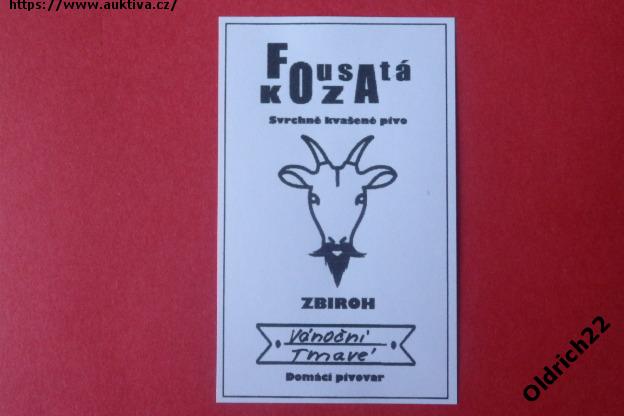 https://www.auktiva.cz/
FOusAtá
KOZA
Svrchně kvašené pivo
ZBIROH
Vánoční
Tmavé
Domácí pivovar
Oldrich22